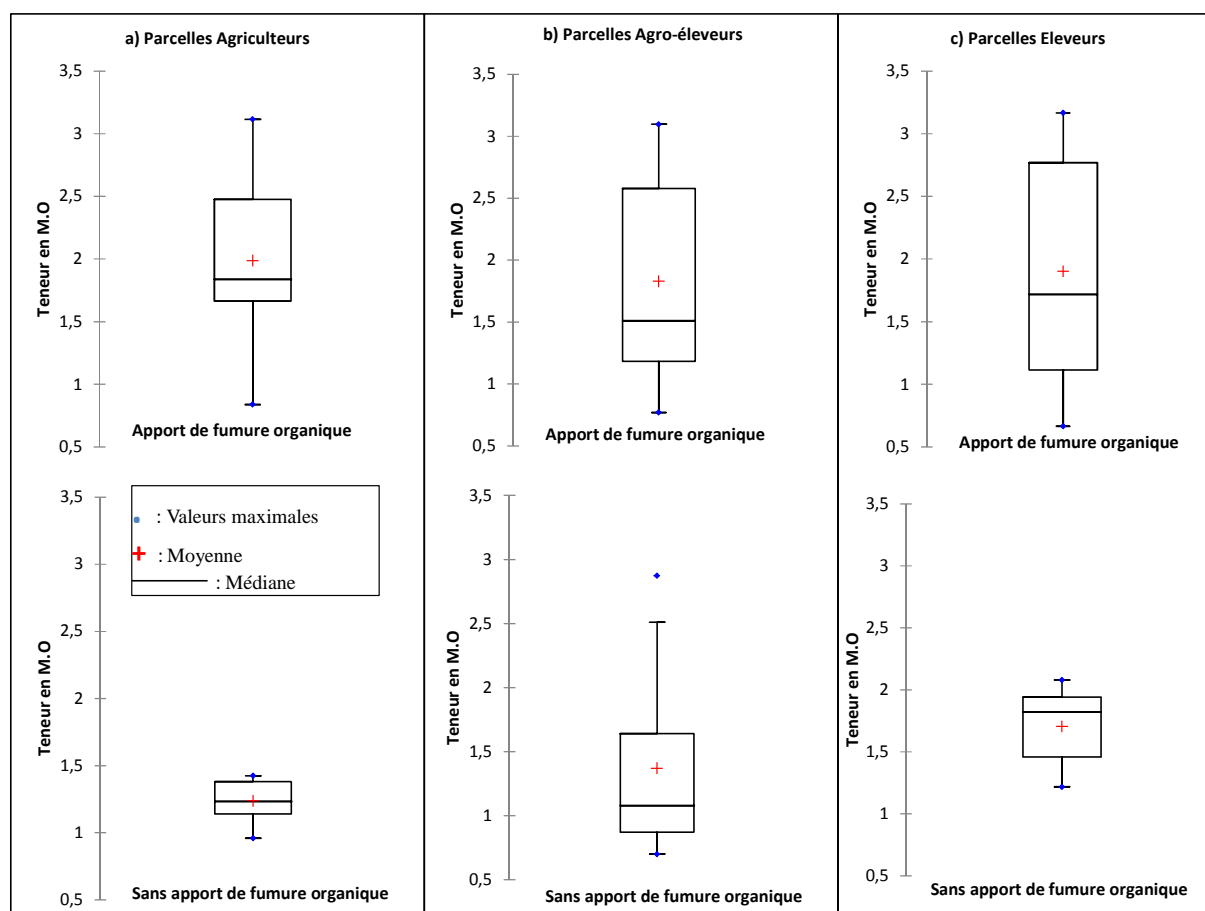 a) Parcelles Agriculteurs
3,5
3
2,5
2
1,5
1
0,5
Teneur en M.O
Apport de fumure organique
b) Parcelles Agro-éleveurs
3,5
3
2,5
2
1,5
1
0,5
Teneur en M.O
Apport de fumure organique
c) Parcelles Eleveurs
3,5
3
2,5
2
1,5
1
0,5
Teneur en M.O
Apport de fumure organique
3,5
3
2,5
2
1,5
1
0,5
Teneur en M.O
: Valeurs maximales
: Moyenne
: Médiane
Sans apport de fumure organique
3,5
3
2,5
2
1,5
1
0,5
Teneur en M.O
Sans apport de fumure organique
3,5
3
2,5
2
1,5
1
0,5
Teneur en M.O
Sans apport de fumure organique